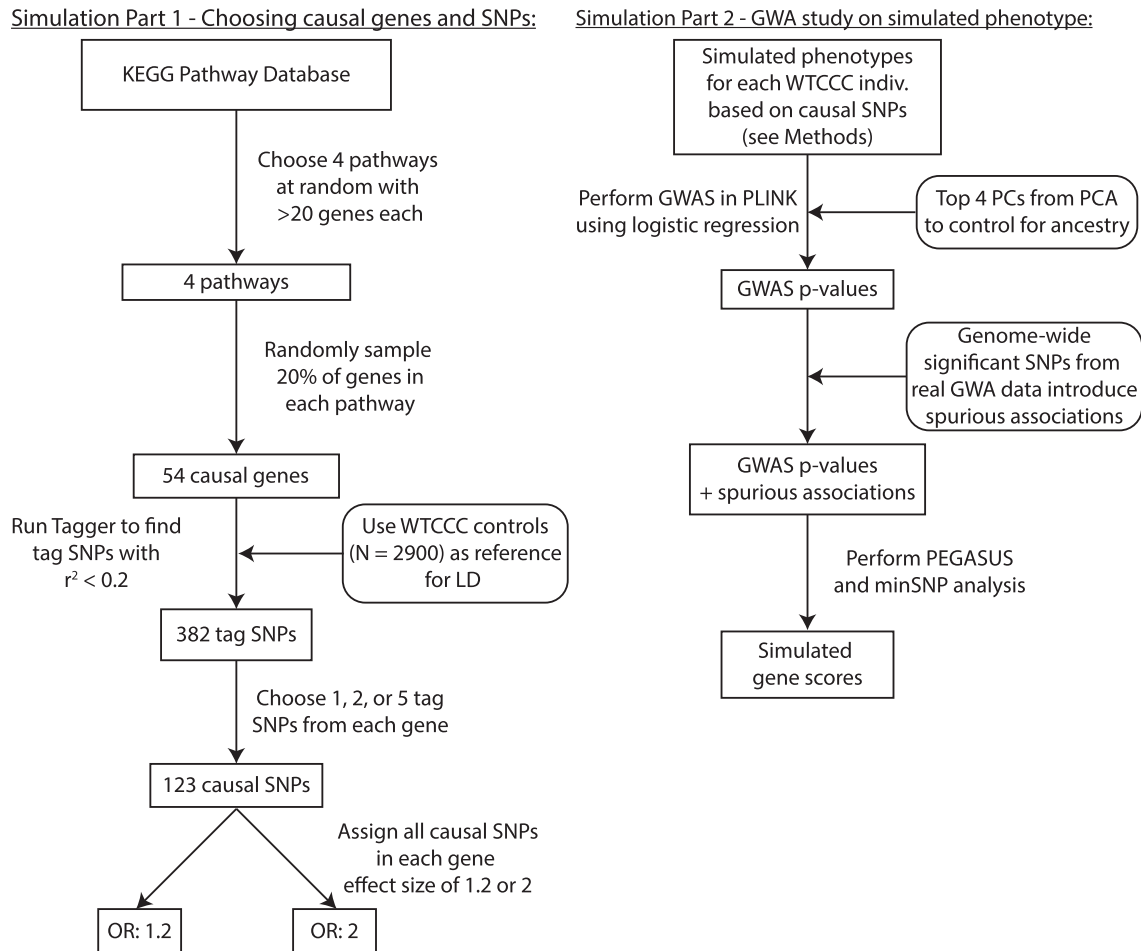 Simulation Part 1 - Choosing causal genes and SNPs:
KEGG Pathway Database
Choose 4 pathways
at random with
>20 genes each
4 pathways
Randomly sample
20% of genes in
each pathway
54 causal genes
Run Tagger to find
tag SNPs with
r² < 0.2
Use WTCCC controls
(N = 2900) as reference
for LD
382 tag SNPs
Choose 1, 2, or 5 tag
SNPs from each gene
123 causal SNPs
Assign all causal SNPs
in each gene
effect size of 1.2 or 2
OR: 1.2
OR: 2
Simulation Part 2 - GWA study on simulated phenotype:
Simulated phenotypes
for each WTCCC indiv.
based on causal SNPs
(see Methods)
Perform GWAS in PLINK
using logistic regression
Top 4 PCs from PCA
to control for ancestry
GWAS p-values
Genome-wide
significant SNPs from
real GWA data introduce
spurious associations
GWAS p-values
+ spurious associations
Perform PEGASUS
and minSNP analysis
Simulated
gene scores